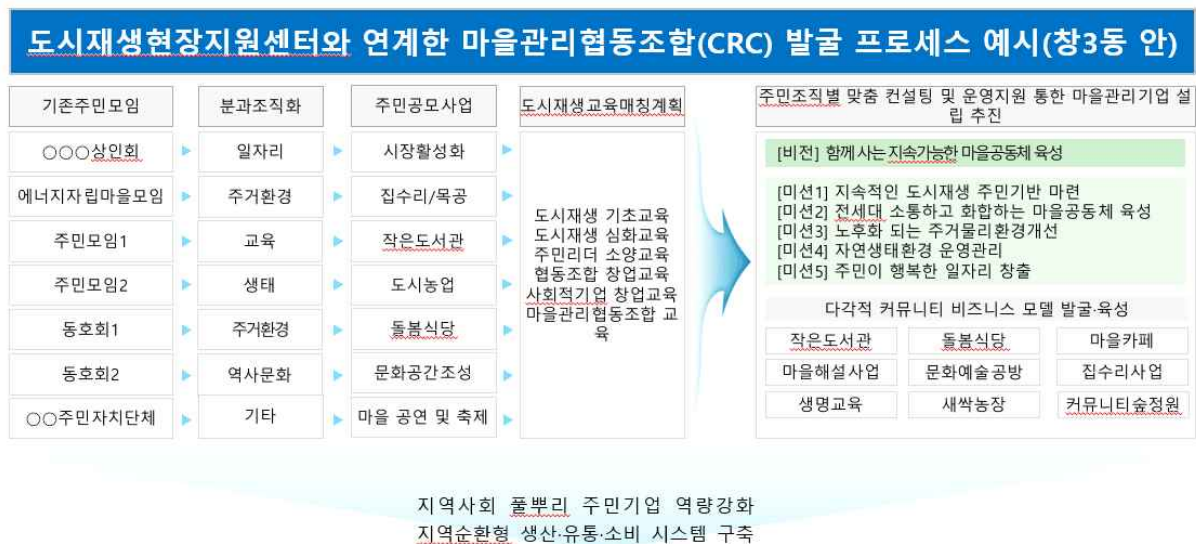 도시재생현장지원센터와 연계한 마을관리협동조합(CRC) 발굴 프로세스 예시(창3동 안)
기존주민모임
분과조직화
주민공모사업
도시재생교육매칭계획
주민조직별 맞춤 컨설팅 및 운영지원 통한 마을관리기업 설
립 추진
○○○상인회
일자리
시장활성화
에너지자립마을모임
주거환경
집수리/목공
주민모임1
교육
작은도서관
주민모임2
생태
도시농업
동호회1
주거환경
돌봄식당
동호회2
역사문화
문화공간조성
○○주민자치단체
기타
마을 공연 및 축제
도시재생 기초교육
도시재생 심화교육
주민리더 소양교육
협동조합 창업교육
사회적기업 창업교육
마을관리협동조합 교
육
[비전] 함께 사는 지속가능한 마을공동체 육성
[미션1] 지속적인 도시재생 주민기반 마련
[미션2] 전세대 소통하고 화합하는 마을공동체 육성
[미션3] 노후화 되는 주거물리환경개선
[미션4] 자연생태환경 운영관리
[미션5] 주민이 행복한 일자리 창출
다각적 커뮤니티 비즈니스 모델 발굴·육성
작은도서관
돌봄식당
마을카페
마을해설사업
문화예술공방
집수리사업
생명교육
새싹농장
커뮤니티숲정원
지역사회 풀뿌리 주민기업 역량강화
지역순환형 생산·유통·소비 시스템 구축